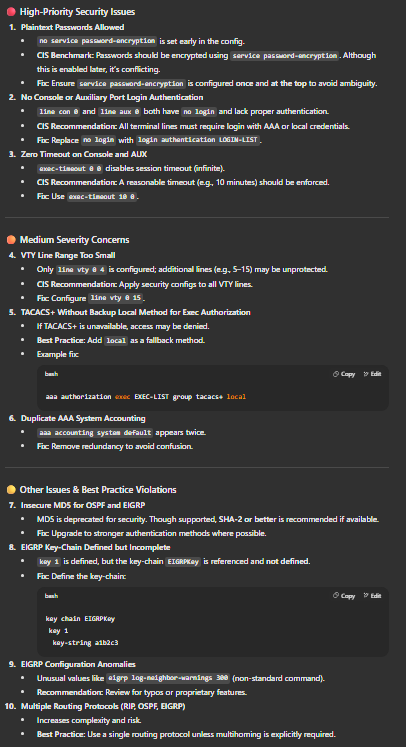 High-Priority Security Issues
1. Plaintext Passwords Allowed
• no service password-encryption is set early in the config.
• CIS Benchmark: Passwords should be encrypted using service password-encryption. Although
this is enabled later, it's conflicting.
• Fix: Ensure service password-encryption is configured once and at the top to avoid ambiguity.
2. No Console or Auxiliary Port Login Authentication
• line con 0 and line aux 0 both have no login and lack proper authentication.
• CIS Recommendation: All terminal lines must require login with AAA or local credentials.
• Fix: Replace no login with login authentication LOGIN-LIST.
3. Zero Timeout on Console and AUX
• exec-timeout 0 0 disables session timeout (infinite).
• CIS Recommendation: A reasonable timeout (e.g., 10 minutes) should be enforced.
• Fix: Use exec-timeout 10 0.
Medium Severity Concerns
4. VTY Line Range Too Small
• Only line vty 0 4 is configured; additional lines (e.g., 5–15) may be unprotected.
• CIS Recommendation: Apply security configs to all VTY lines.
• Fix: Configure line vty 0 15.
5. TACACS+ Without Backup Local Method for Exec Authorization
• If TACACS+ is unavailable, access may be denied.
• Best Practice: Add local as a fallback method.
• Example fix:
bash Copy Edit
aaa authorization exec EXEC-LIST group tacacs+ local
6. Duplicate AAA System Accounting
• aaa accounting system default appears twice.
• Fix: Remove redundancy to avoid confusion.
Other Issues & Best Practice Violations
7. Insecure MD5 for OSPF and EIGRP
• MD5 is deprecated for security. Though supported, SHA-2 or better is recommended if available.
• Fix: Upgrade to stronger authentication methods where possible.
8. EIGRP Key-Chain Defined but Incomplete
• key 1 is defined, but the key-chain EIGRPKey is referenced and not defined.
• Fix: Define the key-chain:
bash Copy Edit
key chain EIGRPKey
key 1
key-string a1b2c3
9. EIGRP Configuration Anomalies
• Unusual values like eigrp log-neighbor-warnings 300 (non-standard command).
• Recommendation: Review for typos or proprietary features.
10. Multiple Routing Protocols (RIP, OSPF, EIGRP)
• Increases complexity and risk.
• Best Practice: Use a single routing protocol unless multihoming is explicitly required.